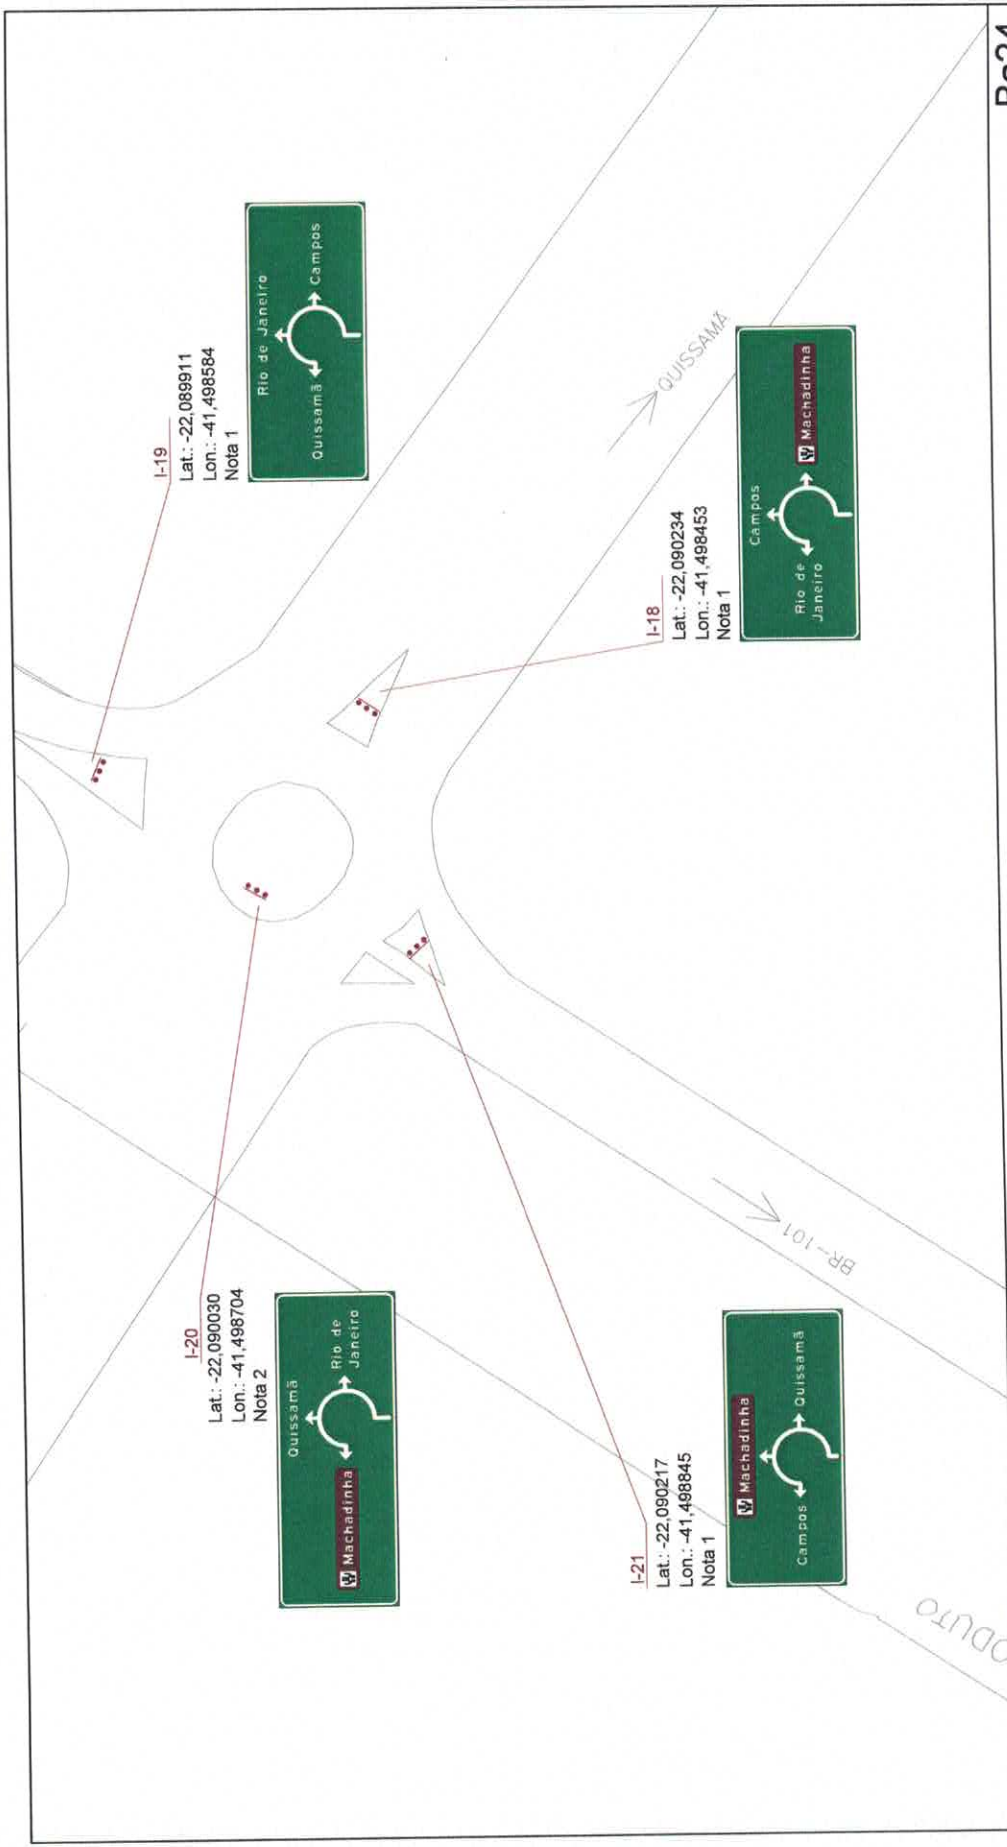 I-20
Lat.: -22,090030
Lon.: -41,498704
Nota 2
Quissamã
Machadinha
Rio de
Janeiro
I-19
Lat.: -22,089911
Lon.: -41,498584
Nota 1
Rio de Janeiro
Quissamã
Campos
I-21
Lat.: -22,090217
Lon.: -41,498845
Nota 1
Machadinha
Campos
Quissamã
I-18
Lat.: -22,090234
Lon.: -41,498453
Nota 1
Campos
Rio de
Janeiro
Machadinha
QUISSAMÃ
BR-101